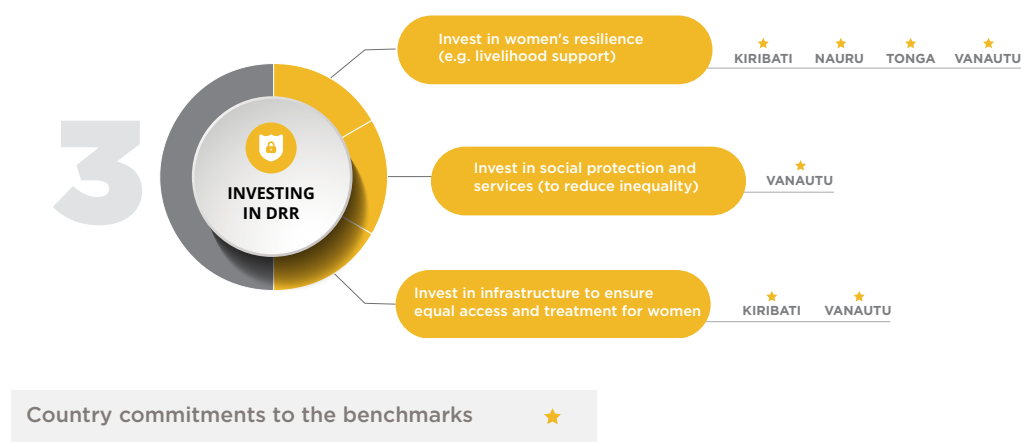 3
INVESTING
IN DRR
Invest in women's resilience
(e.g. livelihood support)
KIRIBATI NAURU TONGA VANAUTU
Invest in social protection and
services (to reduce inequality)
VANAUTU
Invest in infrastructure to ensure
equal access and treatment for women
KIRIBATI VANAUTU
Country commitments to the benchmarks